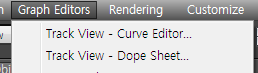 Graph Editors Rendering Customize
Track View - Curve Editor...
Track View - Dope Sheet...